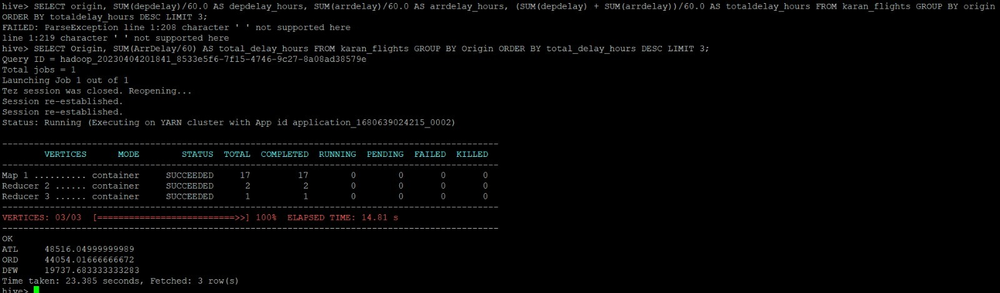 hive> SELECT origin, SUM(depdelay)/60.0 AS depdelay_hours, SUM(arrdelay)/60.0 AS arrdelay_hours, (SUM(depdelay) + SUM(arrdelay))/60.0 AS totaldelay_hours FROM karan_flights GROUP BY origin
ORDER BY totaldelay_hours DESC LIMIT 3;
FAILED: ParseException line 1:208 character ' ' not supported here
line 1:219 character ' ' not supported here
hive> SELECT Origin, SUM(ArrDelay/60) AS total_delay_hours FROM karan_flights GROUP BY Origin ORDER BY total_delay_hours DESC LIMIT 3;
Query ID = hadoop_20230404201841_8533e5f6-7f15-4746-9c27-8a08ad38579e
Total jobs = 1
Launching Job 1 out of 1
Tez session was closed. Reopening...
Session re-established.
Session re-established.
Status: Running (Executing on YARN cluster with App id application_1680639024215_0002)
----------------------------------------------------------------------------------------------
VERTICES MODE STATUS TOTAL COMPLETED RUNNING PENDING FAILED KILLED
----------------------------------------------------------------------------------------------
Map 1 .......... container SUCCEEDED 17 17 0 0 0 0
Reducer 2 ...... container SUCCEEDED 2 2 0 0 0 0
Reducer 3 ...... container SUCCEEDED 1 1 0 0 0 0
----------------------------------------------------------------------------------------------
VERTICES: 03/03 [==========================>>] 100% ELAPSED TIME: 14.81 s
----------------------------------------------------------------------------------------------
OK
ATL 48516.04999999989
ORD 44054.01666666672
DFW 19737.683333333283
Time taken: 23.385 seconds, Fetched: 3 row(s)
hive>